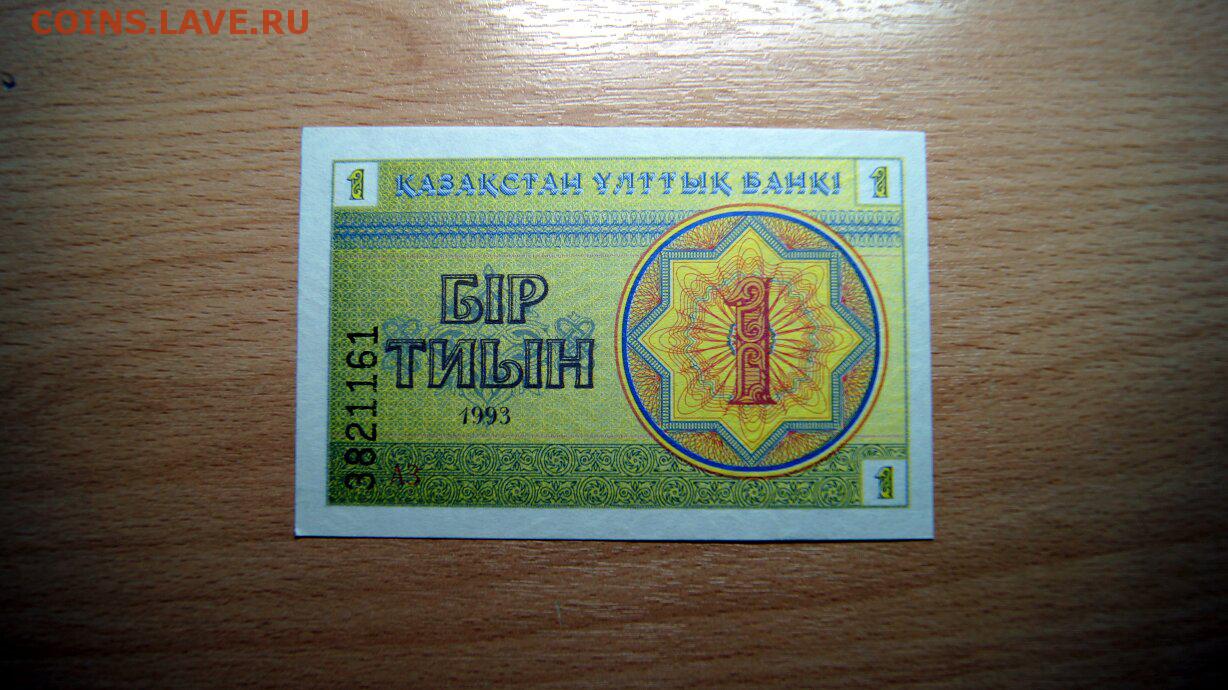 COINS.LAVE.RU
1 ҚАЗАҚСТАН ҰЛТТЫҚ БАНКІ 1
БІР
ТИЫН
1
1993
3821161
АЗ
1